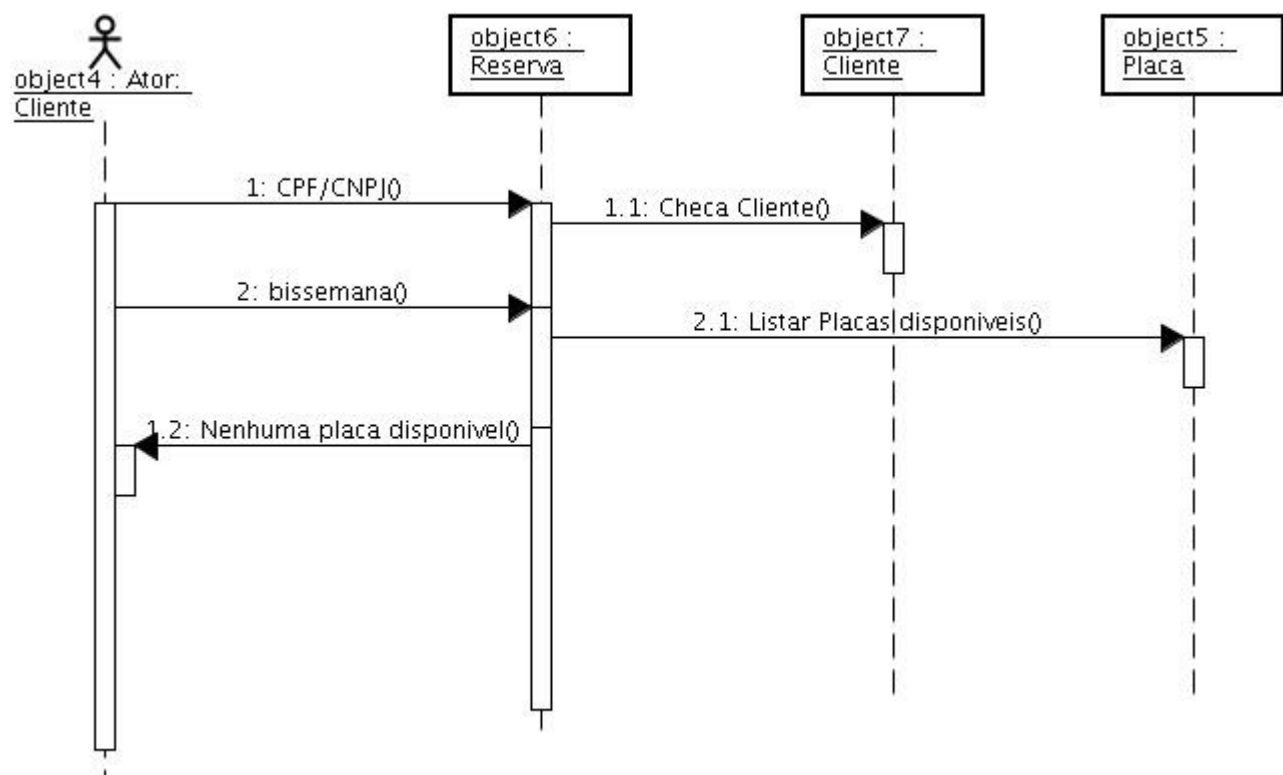 object6 :
Reserva
object7 :
Cliente
object5 :
Placa
object4 : Ator:
Cliente
1: CPF/CNPJ()
1.1: Checa Cliente()
2: bissemana()
2.1: Listar Placas disponiveis()
1.2: Nenhuma placa disponivel()